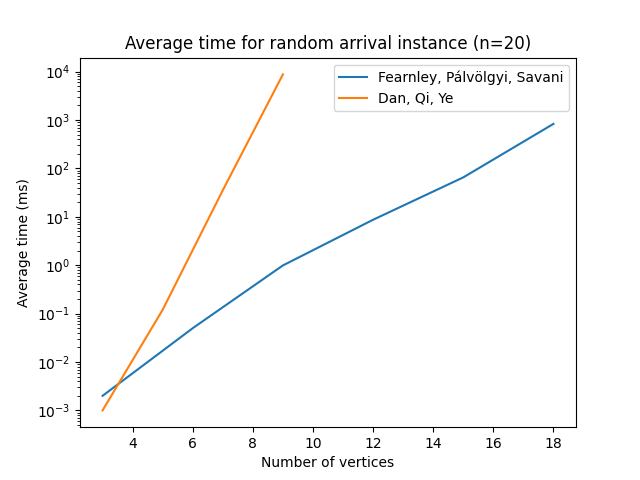 Average time for random arrival instance (n=20)
Fearnley, Pálvölgyi, Savani
Dan, Qi, Ye
Average time (ms)
10⁴
10³
10²
10¹
10⁰
10⁻¹
10⁻²
10⁻³
4 6 8 10 12 14 16 18
Number of vertices